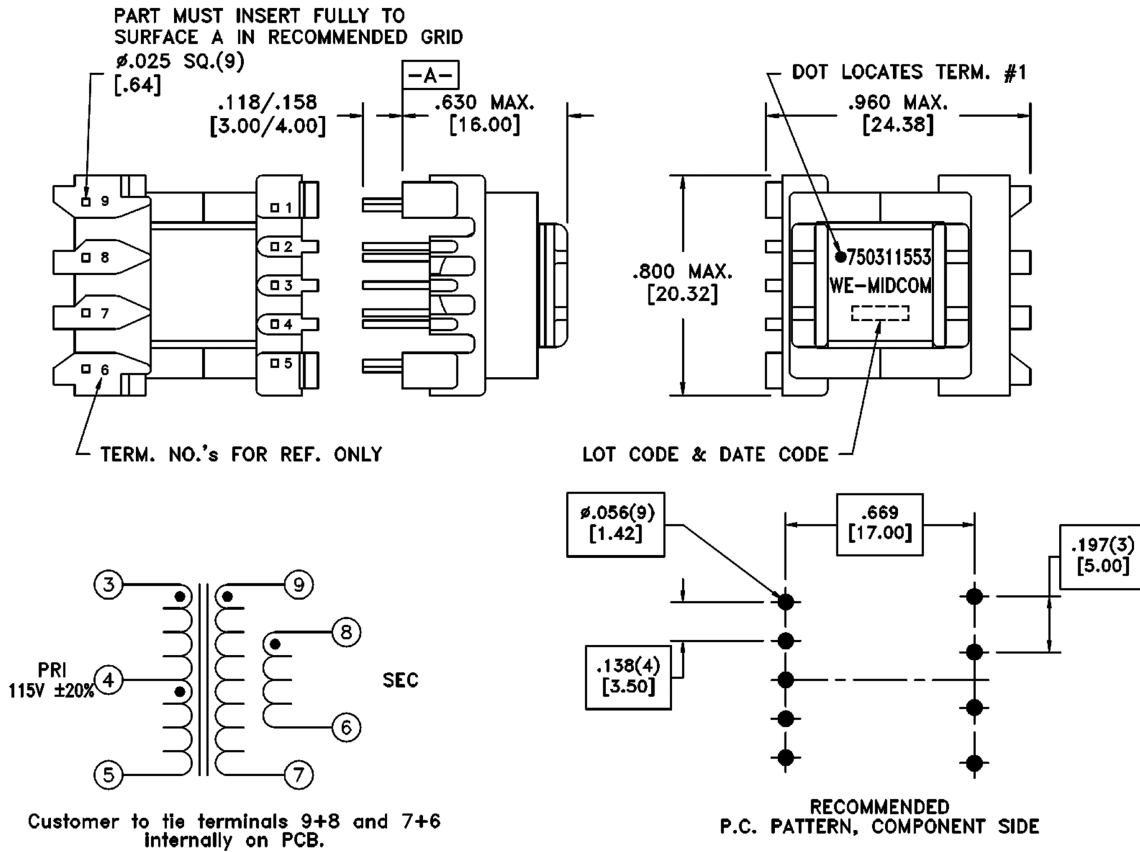 PART MUST INSERT FULLY TO
SURFACE A IN RECOMMENDED GRID
ø.025 SQ.(9)
[.64]
.118/.158
[3.00/4.00]
-A-
.630 MAX.
[16.00]
DOT LOCATES TERM. #1
.960 MAX.
[24.38]
9
8
7
6
1
2
3
4
5
.800 MAX.
[20.32]
750311553
WE-MIDCOM
TERM. NO.'s FOR REF. ONLY
LOT CODE & DATE CODE
3
9
8
PRI
115V ±20%
4
SEC
6
5
7
Customer to tie terminals 9+8 and 7+6
internally on PCB.
ø.056(9)
[1.42]
.669
[17.00]
.197(3)
[5.00]
.138(4)
[3.50]
RECOMMENDED
P.C. PATTERN, COMPONENT SIDE